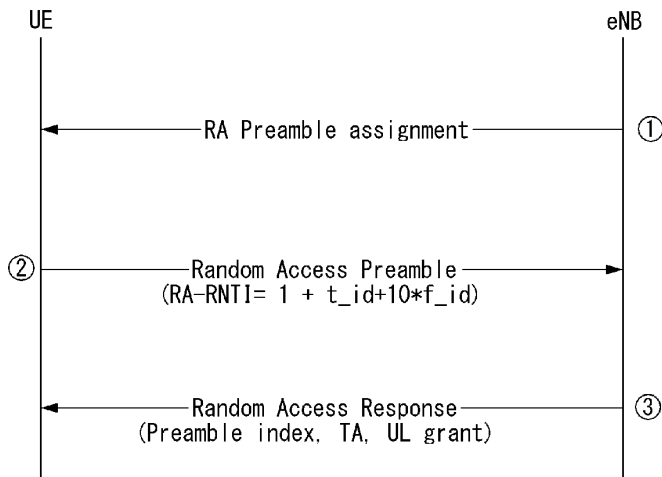 UE eNB
RA Preamble assignment ①
② Random Access Preamble
(RA-RNTI= 1 + t_id+10*f_id)
Random Access Response ③
(Preamble index, TA, UL grant)